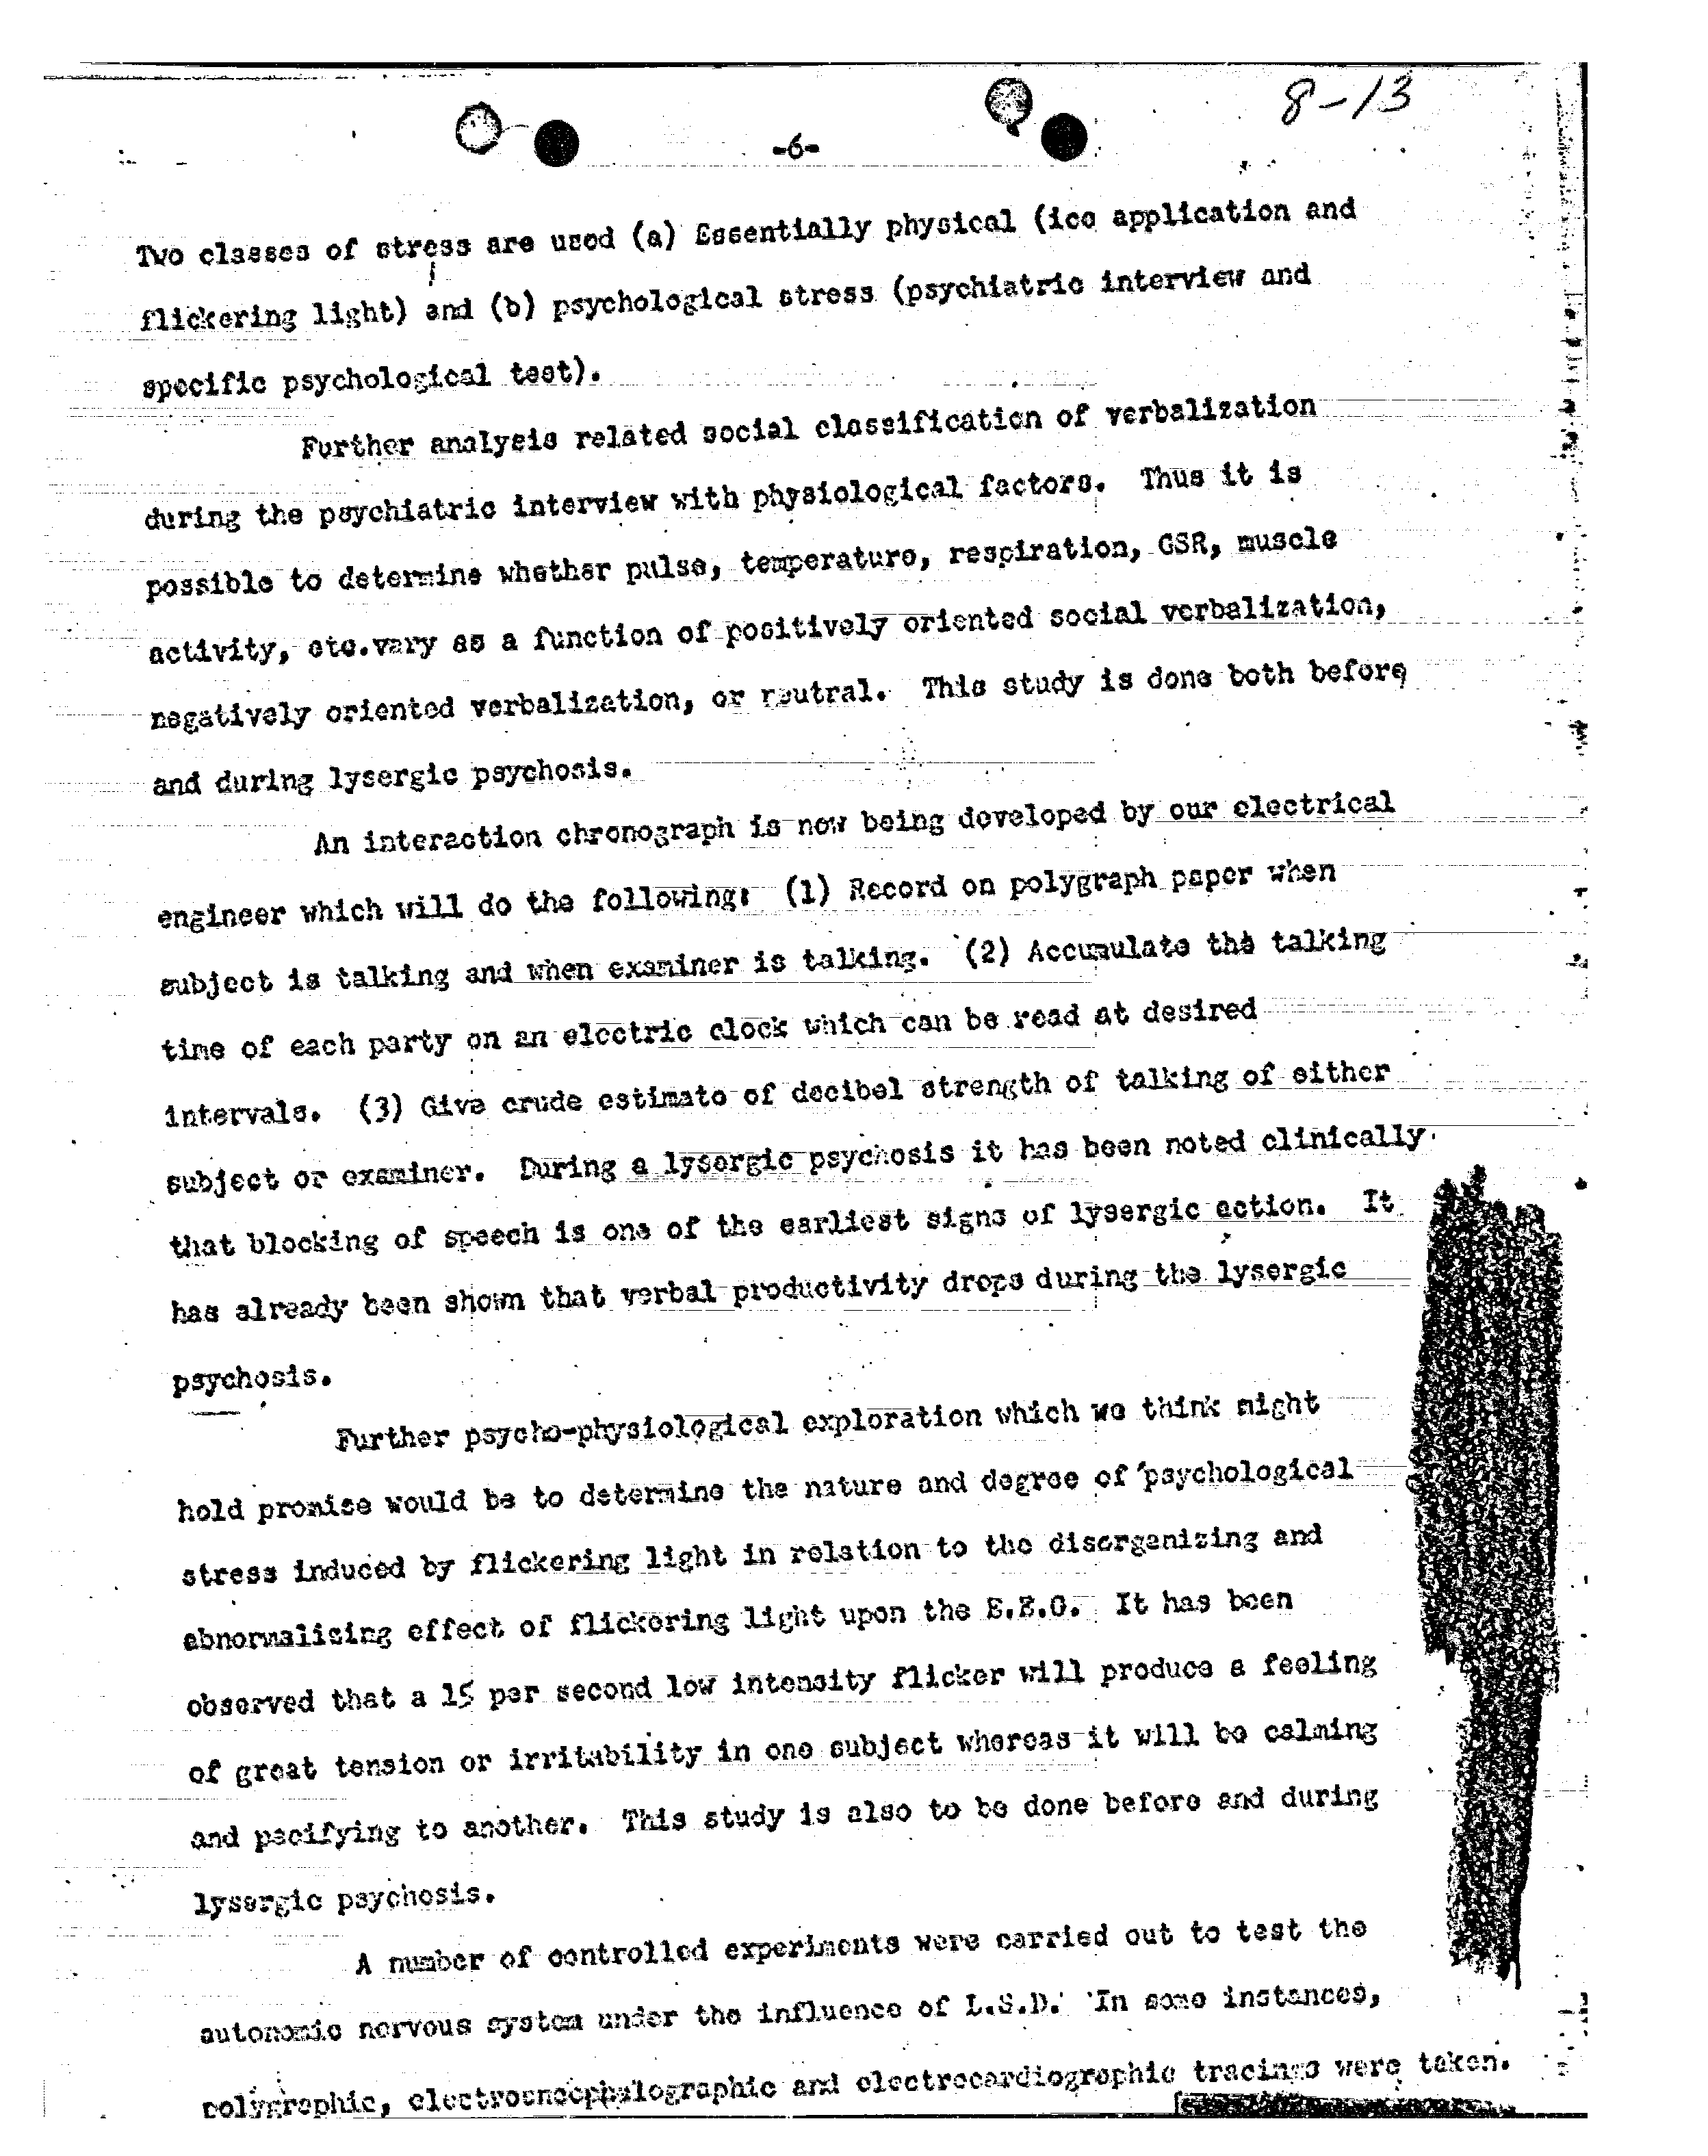 8-13
-6-
Two classes of stress are used (a) Essentially physical (ice application and
flickering light) and (b) psychological stress (psychiatric interview and
specific psychological test).
Further analysis related social classification of verbalization
during the psychiatric interview with physiological factors. Thus it is
possible to determine whether pulse, temperature, respiration, GSR, muscle
activity, etc. vary as a function of positively oriented social verbalization,
negatively oriented verbalization, or neutral. This study is done both before
and during lysergic psychosis.
An interaction chronograph is now being developed by our electrical
engineer which will do the following: (1) Record on polygraph paper when
subject is talking and when examiner is talking. (2) Accumulate the talking
time of each party on an electric clock which can be read at desired
intervals. (3) Give crude estimate of decibel strength of talking of either
subject or examiner. During a lysergic psychosis it has been noted clinically
that blocking of speech is one of the earliest signs of lysergic action. It
has already been shown that verbal productivity drops during the lysergic
psychosis.
Further psycho-physiological exploration which we think might
hold promise would be to determine the nature and degree of psychological
stress induced by flickering light in relation to the disorganizing and
abnormalizing effect of flickering light upon the E.E.G. It has been
observed that a 15 per second low intensity flicker will produce a feeling
of great tension or irritability in one subject whereas it will be calming
and pacifying to another. This study is also to be done before and during
lysergic psychosis.
A number of controlled experiments were carried out to test the
autonomic nervous system under the influence of L.S.D. In some instances,
polygraphic, electroencephalographic and electrocardiographic tracings were taken.